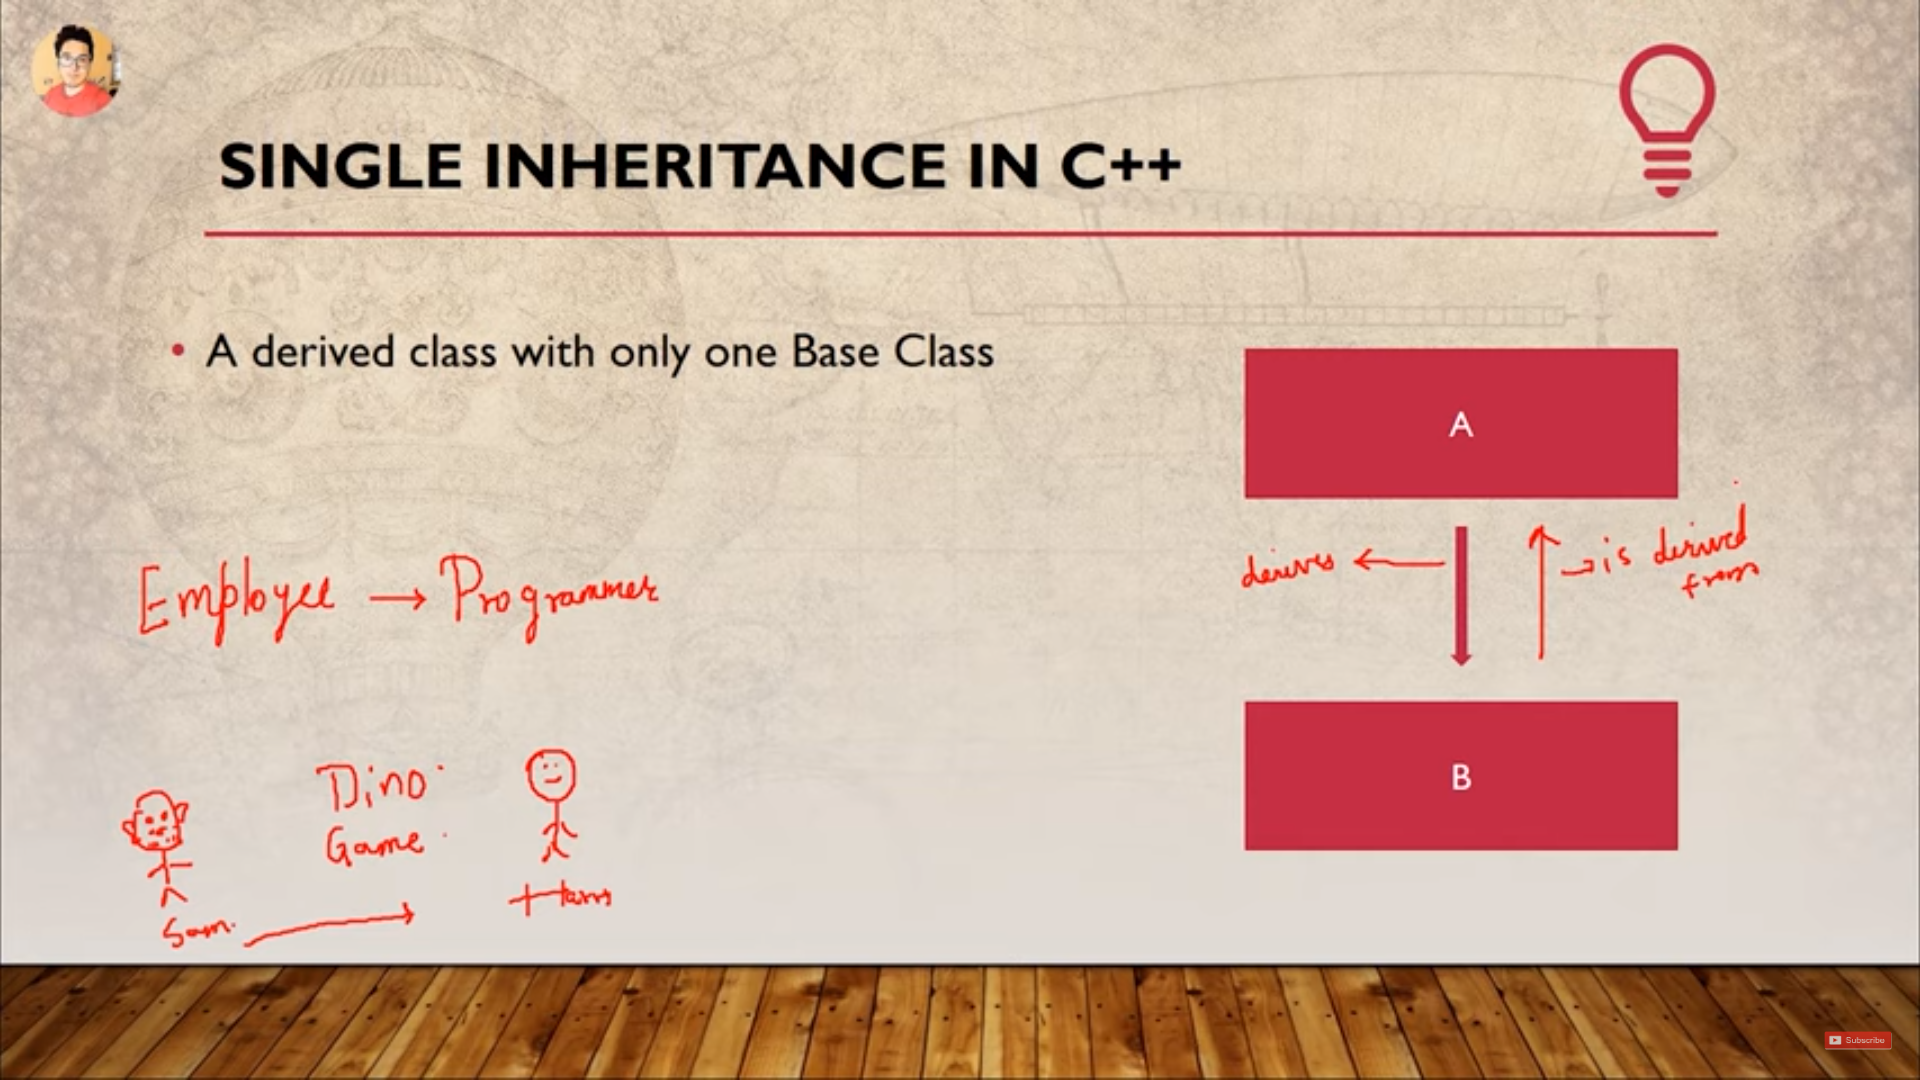 SINGLE INHERITANCE IN C++
• A derived class with only one Base Class
A
derives
is derived
from
Employee → Programmer
B
Dino
Game
Sam
Subscribe